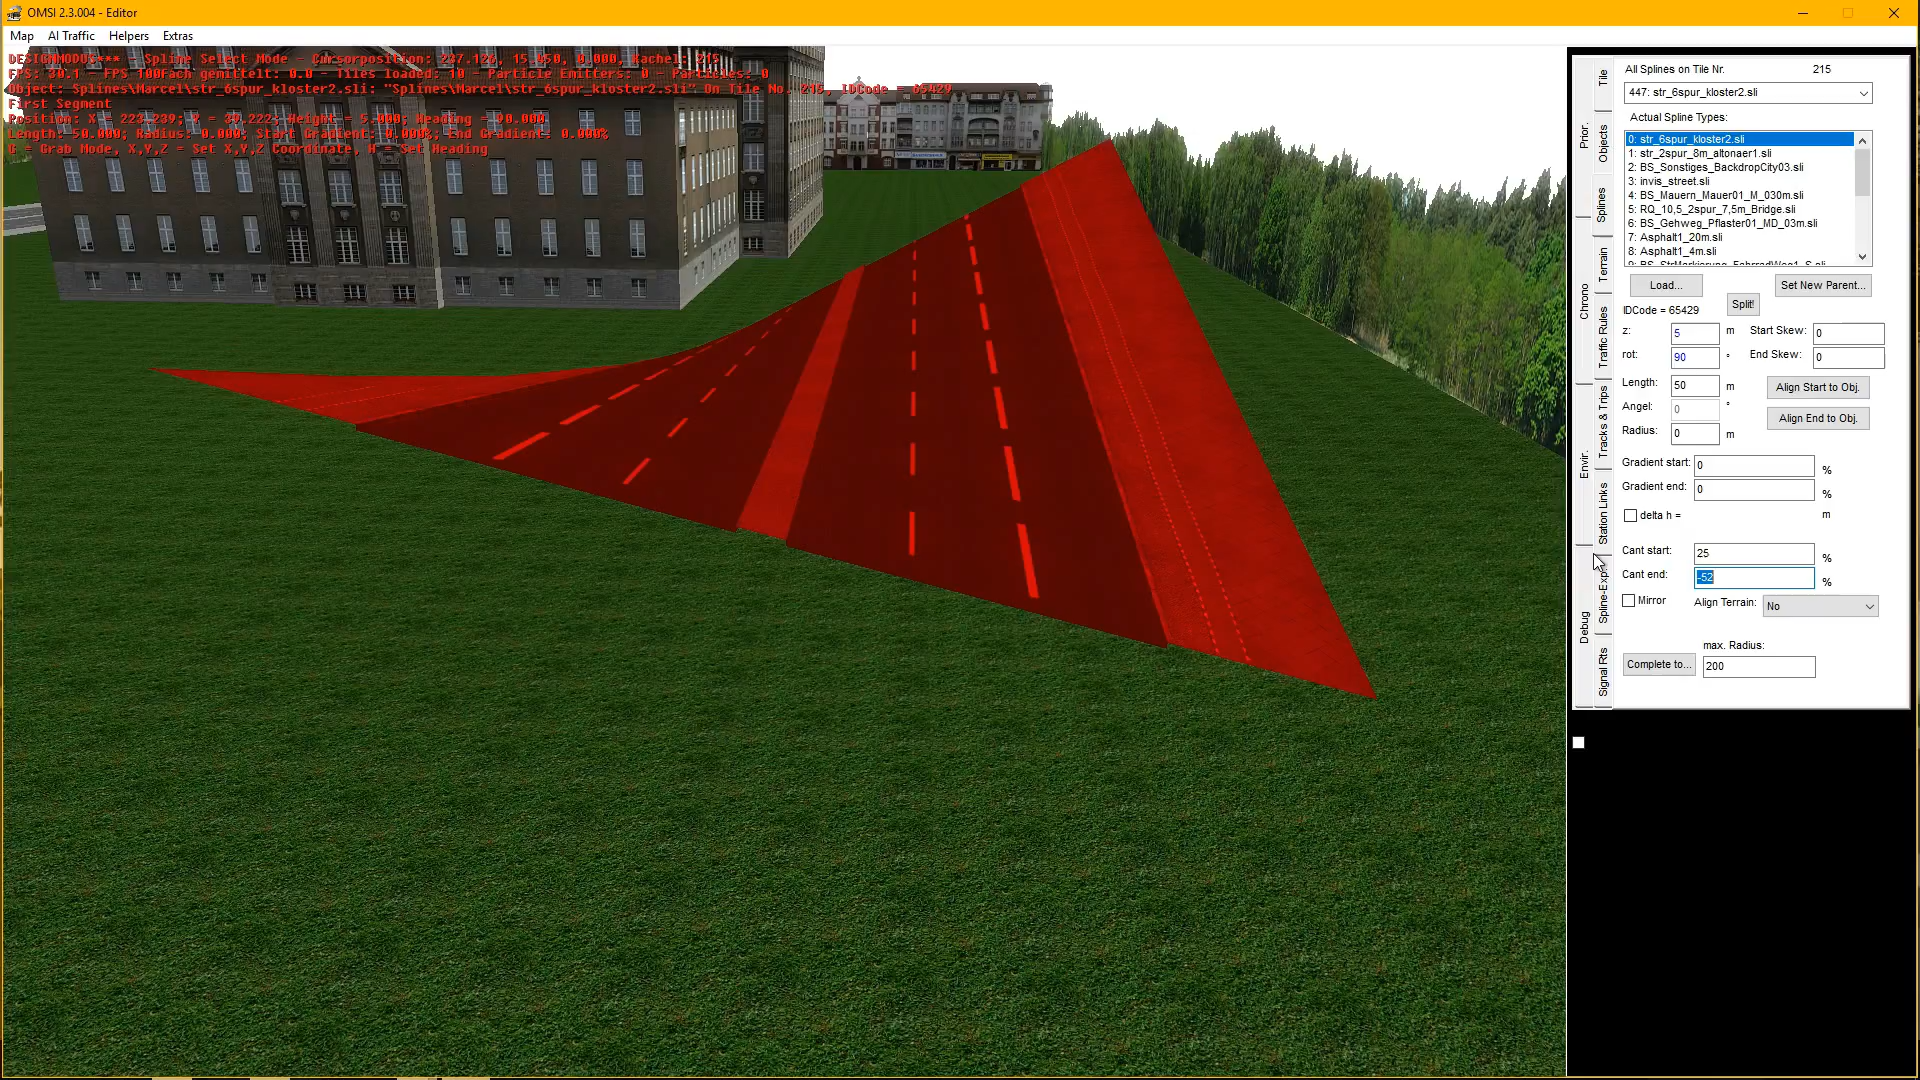 OMSI 2.3.004 - Editor
Map AI Traffic Helpers Extras
DESIGNMODUS*** - Spline Select Mode - Cursorposition: 237.126, 15.450, 0.000, Kachel: 215
FPS: 30.1 - FPS 100Fach gemittelt: 0.0 - Tiles loaded: 10 - Particle Emitters: 0 - Particles: 0
Object: Splines\Marcel\str_6spur_kloster2.sli: "Splines\Marcel\str_6spur_kloster2.sli" On Tile No. 215, IDCode = 65429
First Segment
Position: X = 223.239; Y = 37.222; Height = 5.000; Heading = 90.000
Length: 50.000; Radius: 0.000; Start Gradient: 0.000%; End Gradient: 0.000%
G = Grab Mode, X,Y,Z = Set X,Y,Z Coordinate, H = Set Heading
Prior.
Chrono
Envir.
Debug
Tile
Objects
Splines
Terrain
Traffic Rules
Tracks & Trips
Station Links
Spline-Exp.
Signal Rts
All Splines on Tile Nr. 215
447: str_6spur_kloster2.sli
Actual Spline Types:
0: str_6spur_kloster2.sli
1: str_2spur_8m_altonaer1.sli
2: BS_Sonstiges_BackdropCity03.sli
3: invis_street.sli
4: BS_Mauern_Mauer01_M_030m.sli
5: RQ_10,5_2spur_7,5m_Bridge.sli
6: BS_Gehweg_Pflaster01_MD_03m.sli
7: Asphalt1_20m.sli
8: Asphalt1_4m.sli
9: BS_StrMarkierung_FahrradWeg1_S.sli
Load... Set New Parent...
Split!
IDCode = 65429
z: 5 m Start Skew: 0
rot: 90 ° End Skew: 0
Length: 50 m Align Start to Obj.
Angel: 0 °
Align End to Obj.
Radius: 0 m
Gradient start: 0 %
Gradient end: 0 %
delta h = m
Cant start: 25 %
Cant end: -52 %
Mirror Align Terrain: No
max. Radius:
Complete to... 200